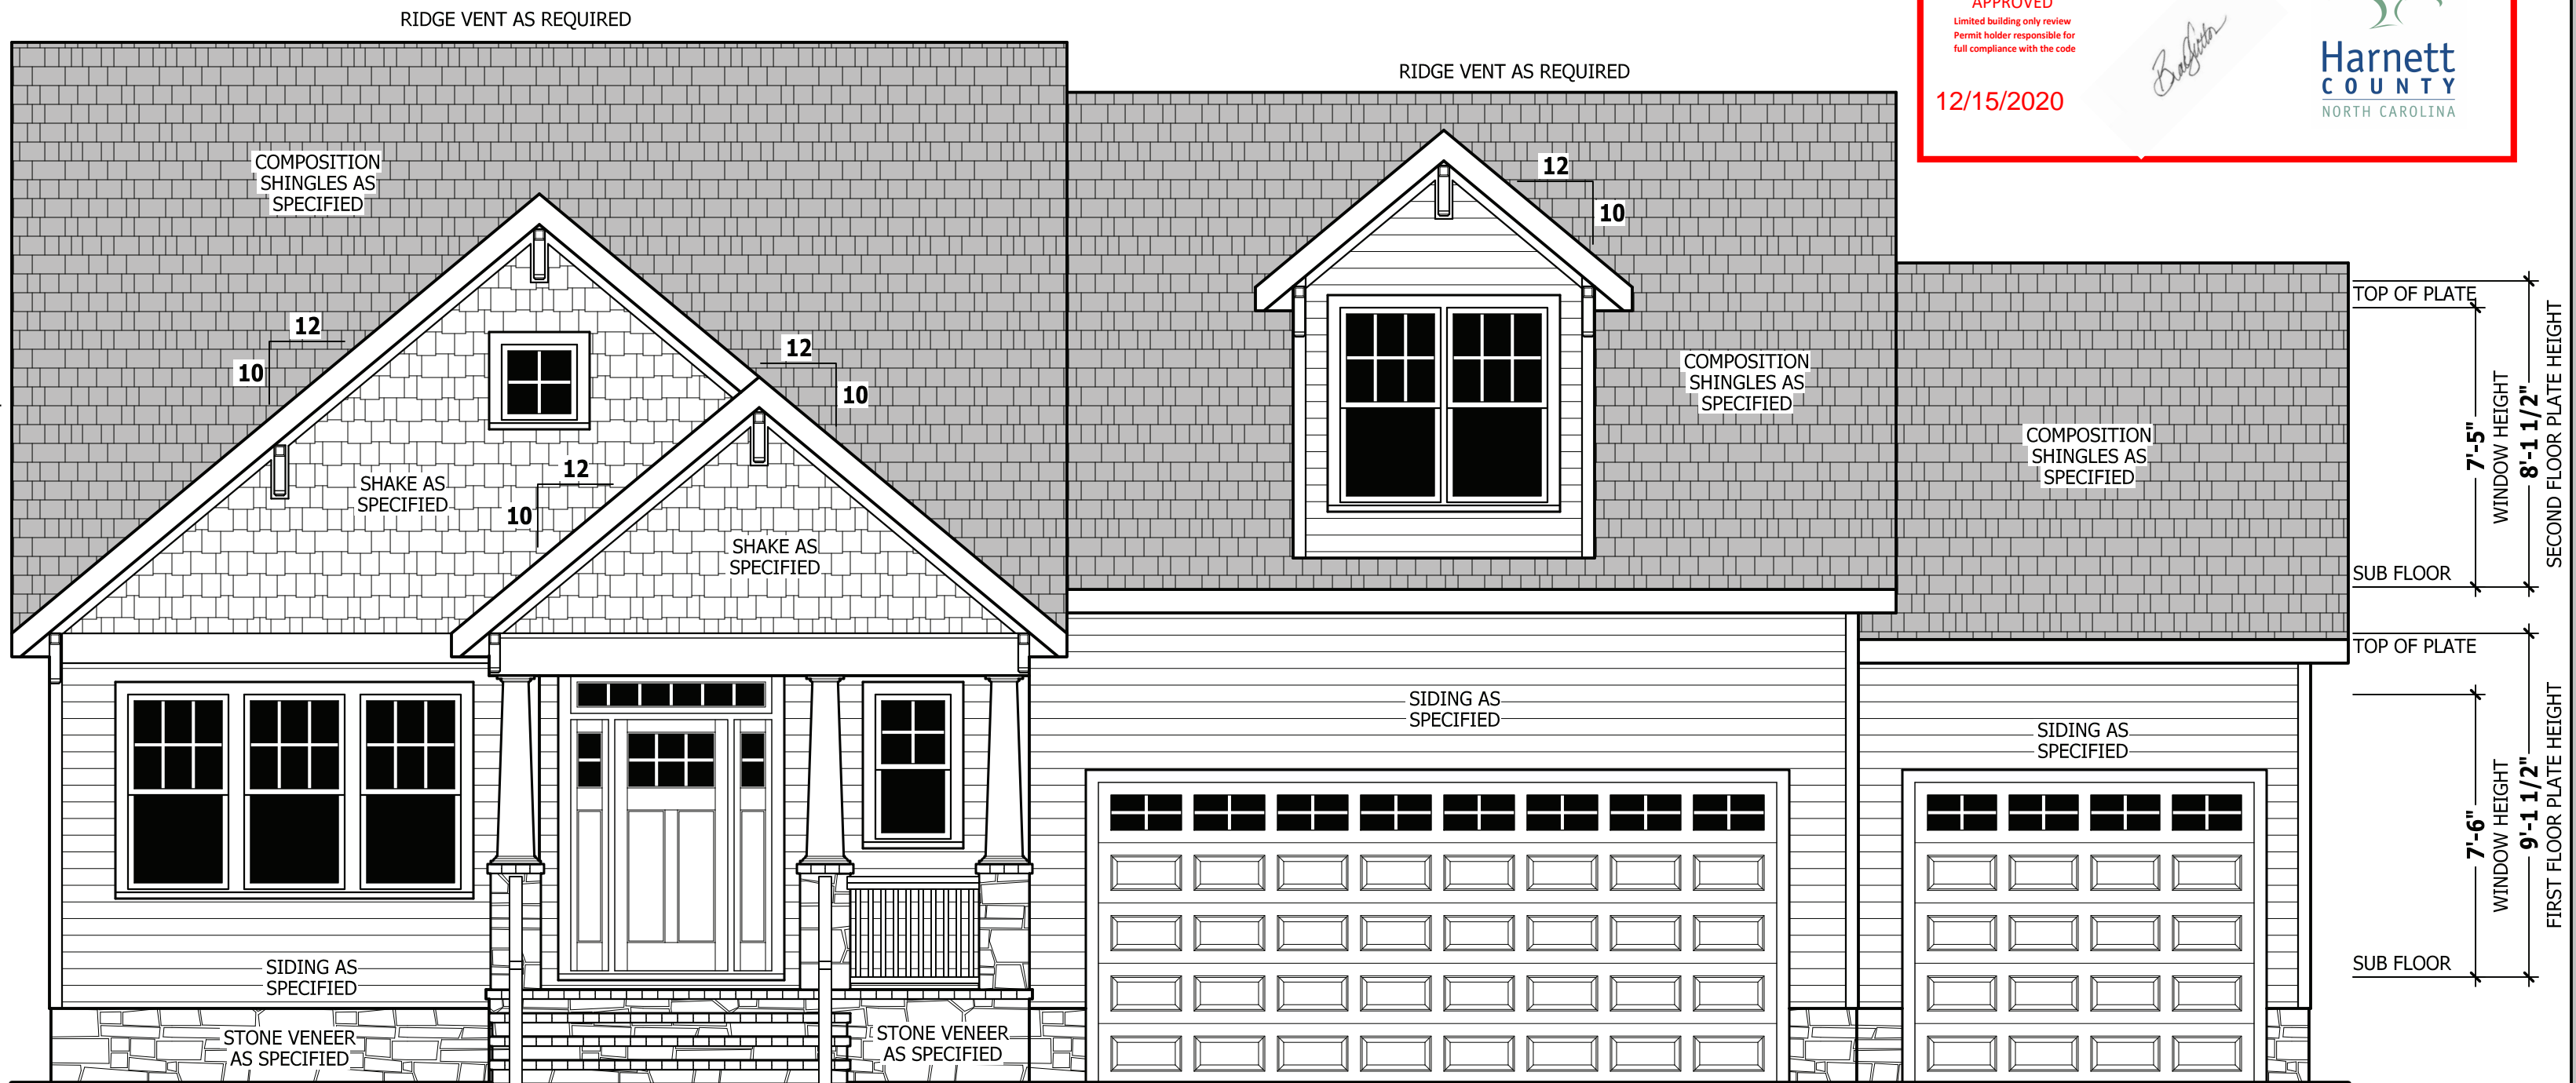 RIDGE VENT AS REQUIRED
APPROVED
Limited building only review
Permit holder responsible for
full compliance with the code
12/15/2020
Harnett
COUNTY
NORTH CAROLINA
RIDGE VENT AS REQUIRED
COMPOSITION
SHINGLES AS
SPECIFIED
12
10
12
10
12
10
12
10
SHAKE AS
SPECIFIED
SHAKE AS
SPECIFIED
COMPOSITION
SHINGLES AS
SPECIFIED
COMPOSITION
SHINGLES AS
SPECIFIED
TOP OF PLATE
7'-5"
WINDOW HEIGHT
8'-1 1/2"
SECOND FLOOR PLATE HEIGHT
SUB FLOOR
TOP OF PLATE
7'-6"
WINDOW HEIGHT
9'-1 1/2"
FIRST FLOOR PLATE HEIGHT
SUB FLOOR
SIDING AS
SPECIFIED
SIDING AS
SPECIFIED
SIDING AS
SPECIFIED
STONE VENEER
AS SPECIFIED
STONE VENEER
AS SPECIFIED